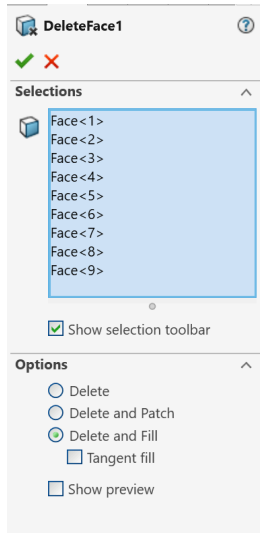 DeleteFace1
Selections
Face<1>
Face<2>
Face<3>
Face<4>
Face<5>
Face<6>
Face<7>
Face<8>
Face<9>
Show selection toolbar
Options
Delete
Delete and Patch
Delete and Fill
Tangent fill
Show preview